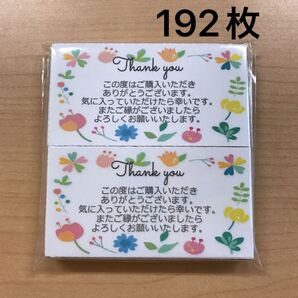 192枚
Thank you
この度はご購入いただき
ありがとうございます。
気に入っていただけたら幸いです。
またご縁がございましたら
よろしくお願いいたします。
Thank you
この度はご購入いただき
ありがとうございます。
気に入っていただけたら幸いです。
またご縁がございましたら
よろしくお願いいたします。